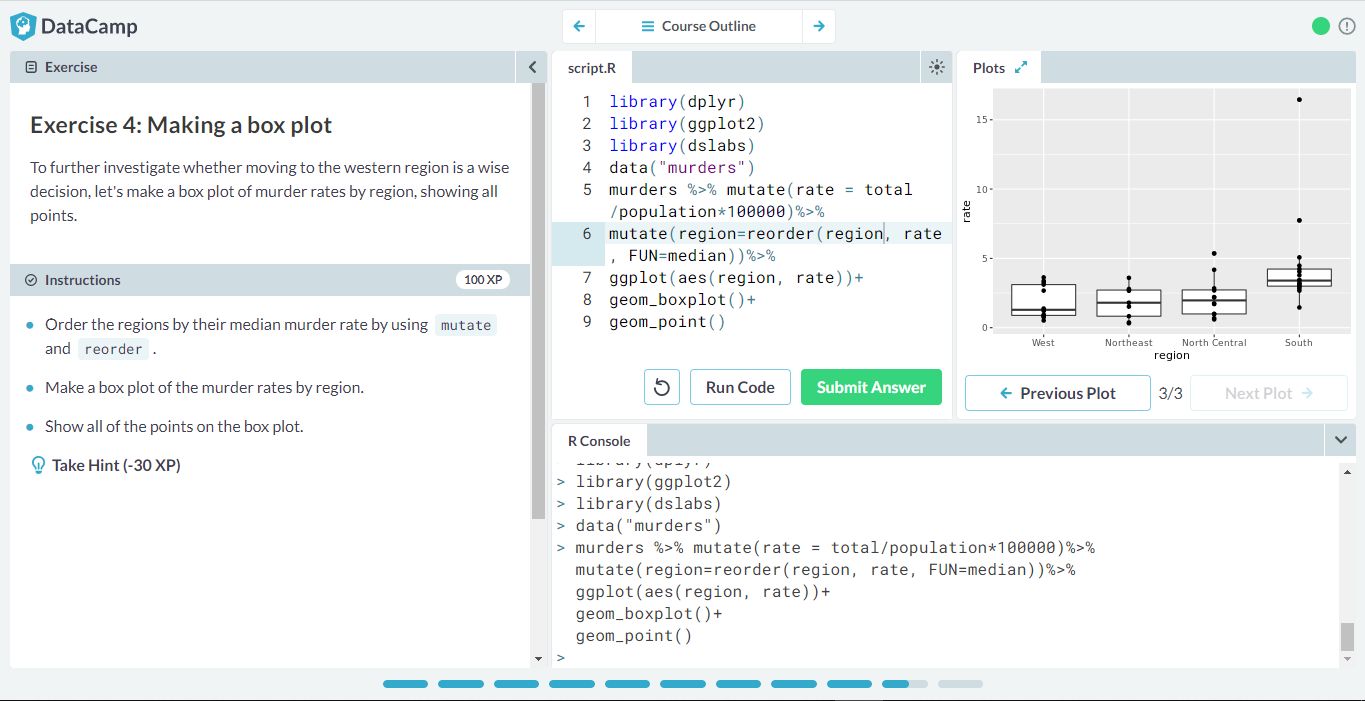 DataCamp
Course Outline
Exercise
Exercise 4: Making a box plot
To further investigate whether moving to the western region is a wise
decision, let's make a box plot of murder rates by region, showing all
points.
Instructions
100 XP
Order the regions by their median murder rate by using mutate
and reorder .
Make a box plot of the murder rates by region.
Show all of the points on the box plot.
Take Hint (-30 XP)
script.R
1 library(dplyr)
2 library(ggplot2)
3 library(dslabs)
4 data("murders")
5 murders %>% mutate(rate = total
/population*100000)%>%
6 mutate(region=reorder(region, rate
, FUN=median))%>%
7 ggplot(aes(region, rate))+
8 geom_boxplot()+
9 geom_point()
Run Code
Submit Answer
Plots
15
10
5
0
rate
West Northeast North Central South
region
Previous Plot
3/3
Next Plot
R Console
library(dplyr)
> library(ggplot2)
> library(dslabs)
> data("murders")
> murders %>% mutate(rate = total/population*100000)%>%
mutate(region=reorder(region, rate, FUN=median))%>%
ggplot(aes(region, rate))+
geom_boxplot()+
geom_point()
>